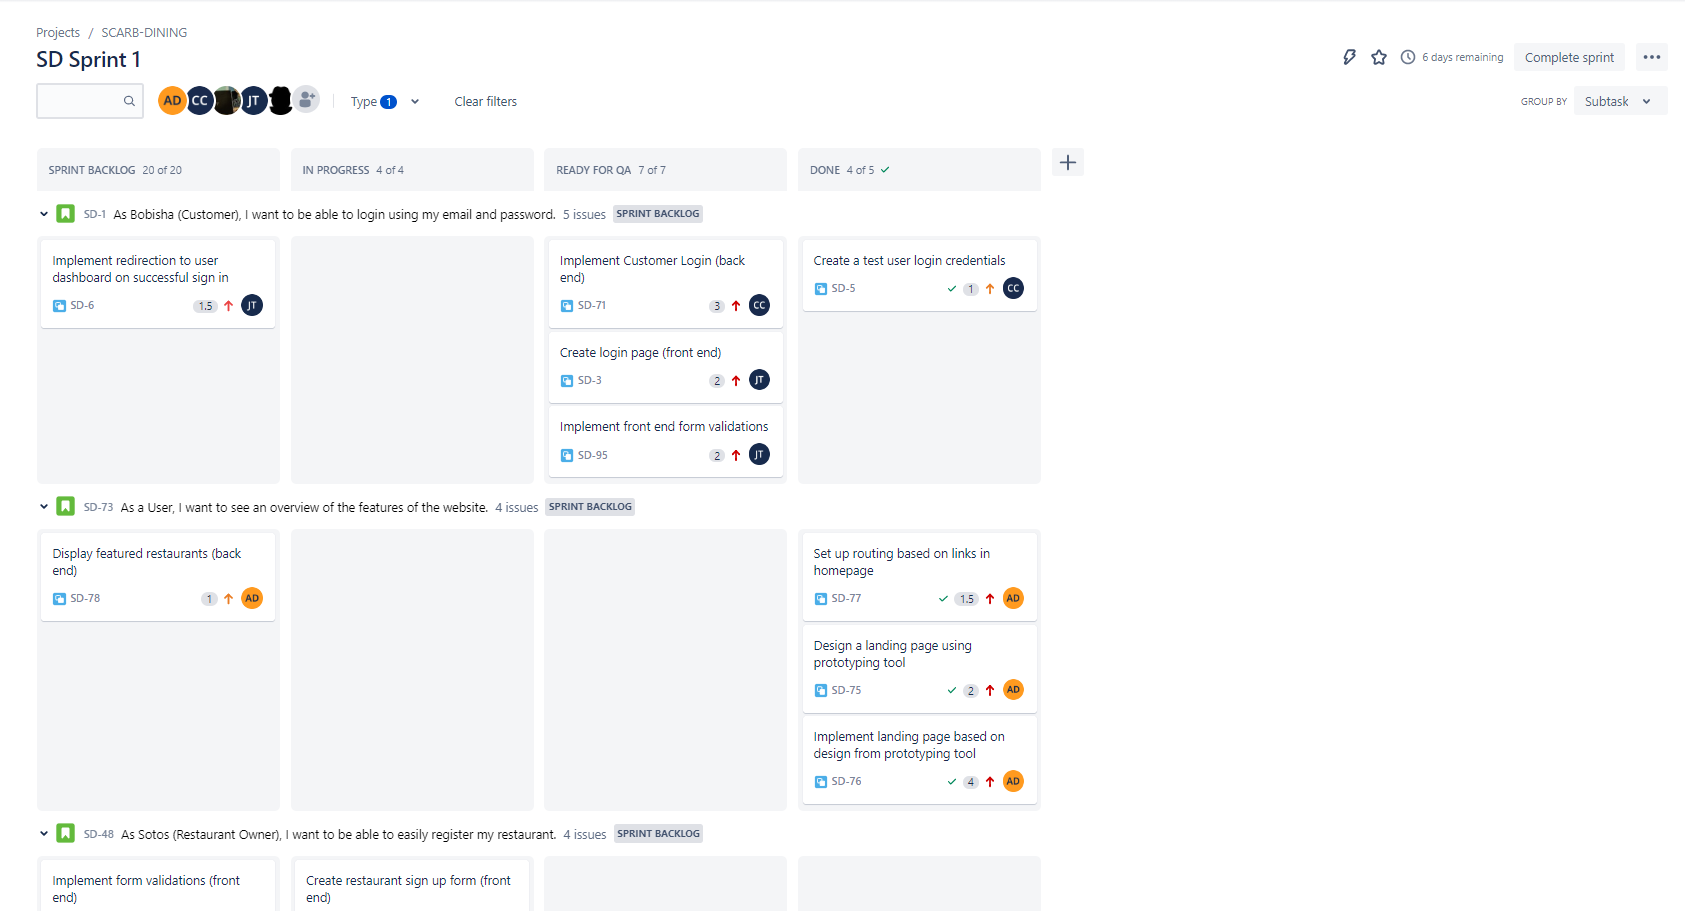 Projects / SCARB-DINING
SD Sprint 1
6 days remaining
Complete sprint
AD CC JT
Type 1
Clear filters
GROUP BY Subtask
SPRINT BACKLOG 20 of 20
IN PROGRESS 4 of 4
READY FOR QA 7 of 7
DONE 4 of 5
SD-1 As Bobisha (Customer), I want to be able to login using my email and password. 5 issues SPRINT BACKLOG
Implement redirection to user
dashboard on successful sign in
SD-6 1.5 JT
Implement Customer Login (back
end)
SD-71 3 CC
Create login page (front end)
SD-3 2 JT
Implement front end form validations
SD-95 2 JT
Create a test user login credentials
SD-5 1 CC
SD-73 As a User, I want to see an overview of the features of the website. 4 issues SPRINT BACKLOG
Display featured restaurants (back
end)
SD-78 1 AD
Set up routing based on links in
homepage
SD-77 1.5 AD
Design a landing page using
prototyping tool
SD-75 2 AD
Implement landing page based on
design from prototyping tool
SD-76 4 AD
SD-48 As Sotos (Restaurant Owner), I want to be able to easily register my restaurant. 4 issues SPRINT BACKLOG
Implement form validations (front
end)
Create restaurant sign up form (front
end)